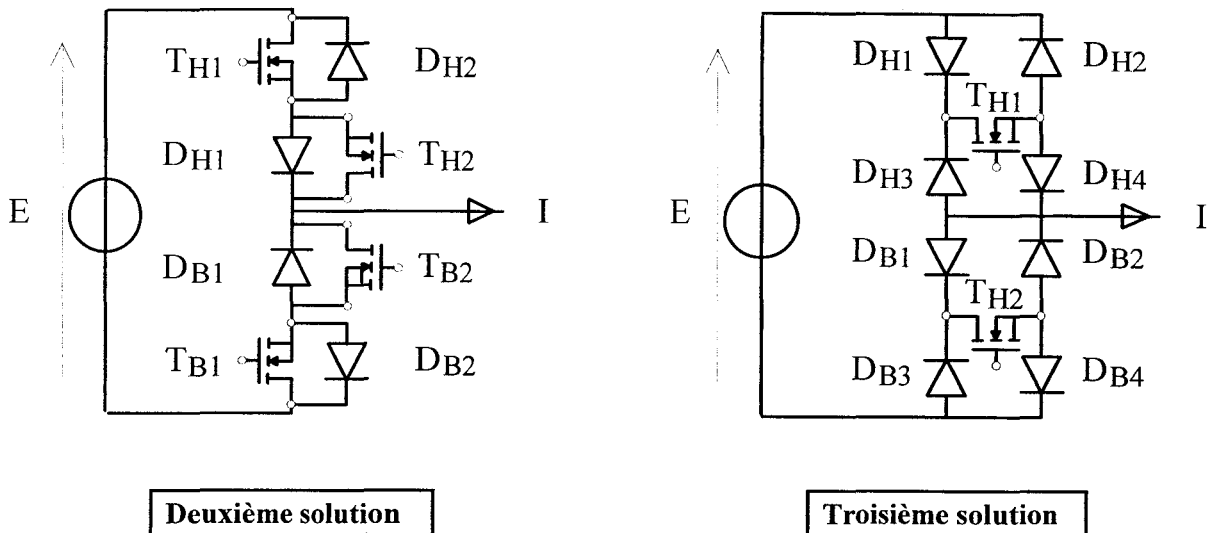 TH1
DH2
DH1
TH2
E
I
DB1
TB2
TB1
DB2
Deuxième solution
DH1
DH2
TH1
DH3
DH4
E
I
DB1
DB2
TH2
DB3
DB4
Troisième solution